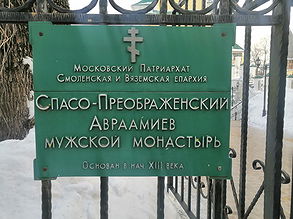 Московский Патриархат
Смоленская и Вяземская епархия
Спасо-Преображенский
Авраамиев
мужской монастырь
Основан в нач XIII века